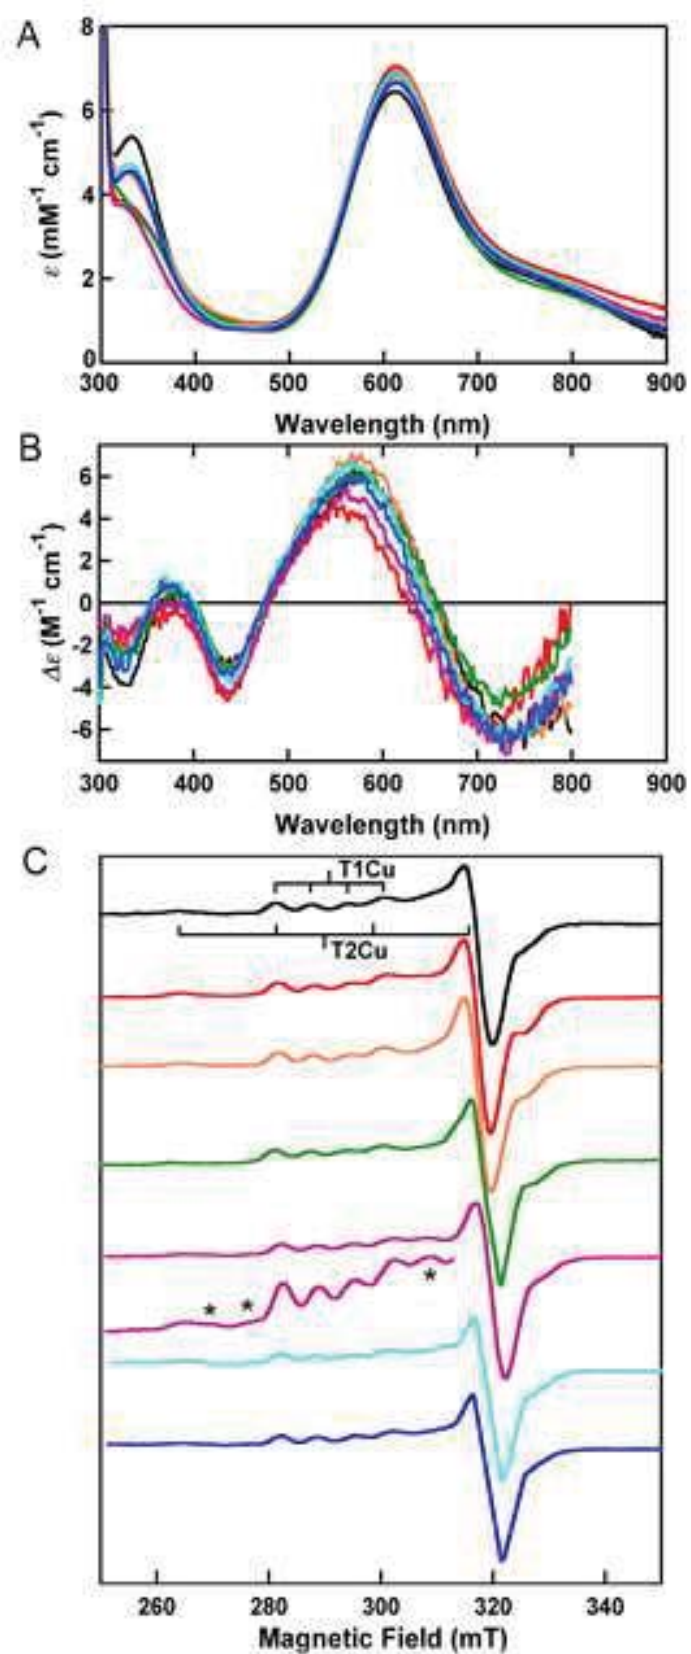 A
8
6
4
2
0
ε (mM⁻¹ cm⁻¹)
300 400 500 600 700 800 900
Wavelength (nm)
B
6
4
2
0
-2
-4
-6
Δε (M⁻¹ cm⁻¹)
300 400 500 600 700 800 900
Wavelength (nm)
C
T1Cu
T2Cu
* * *
260 280 300 320 340
Magnetic Field (mT)